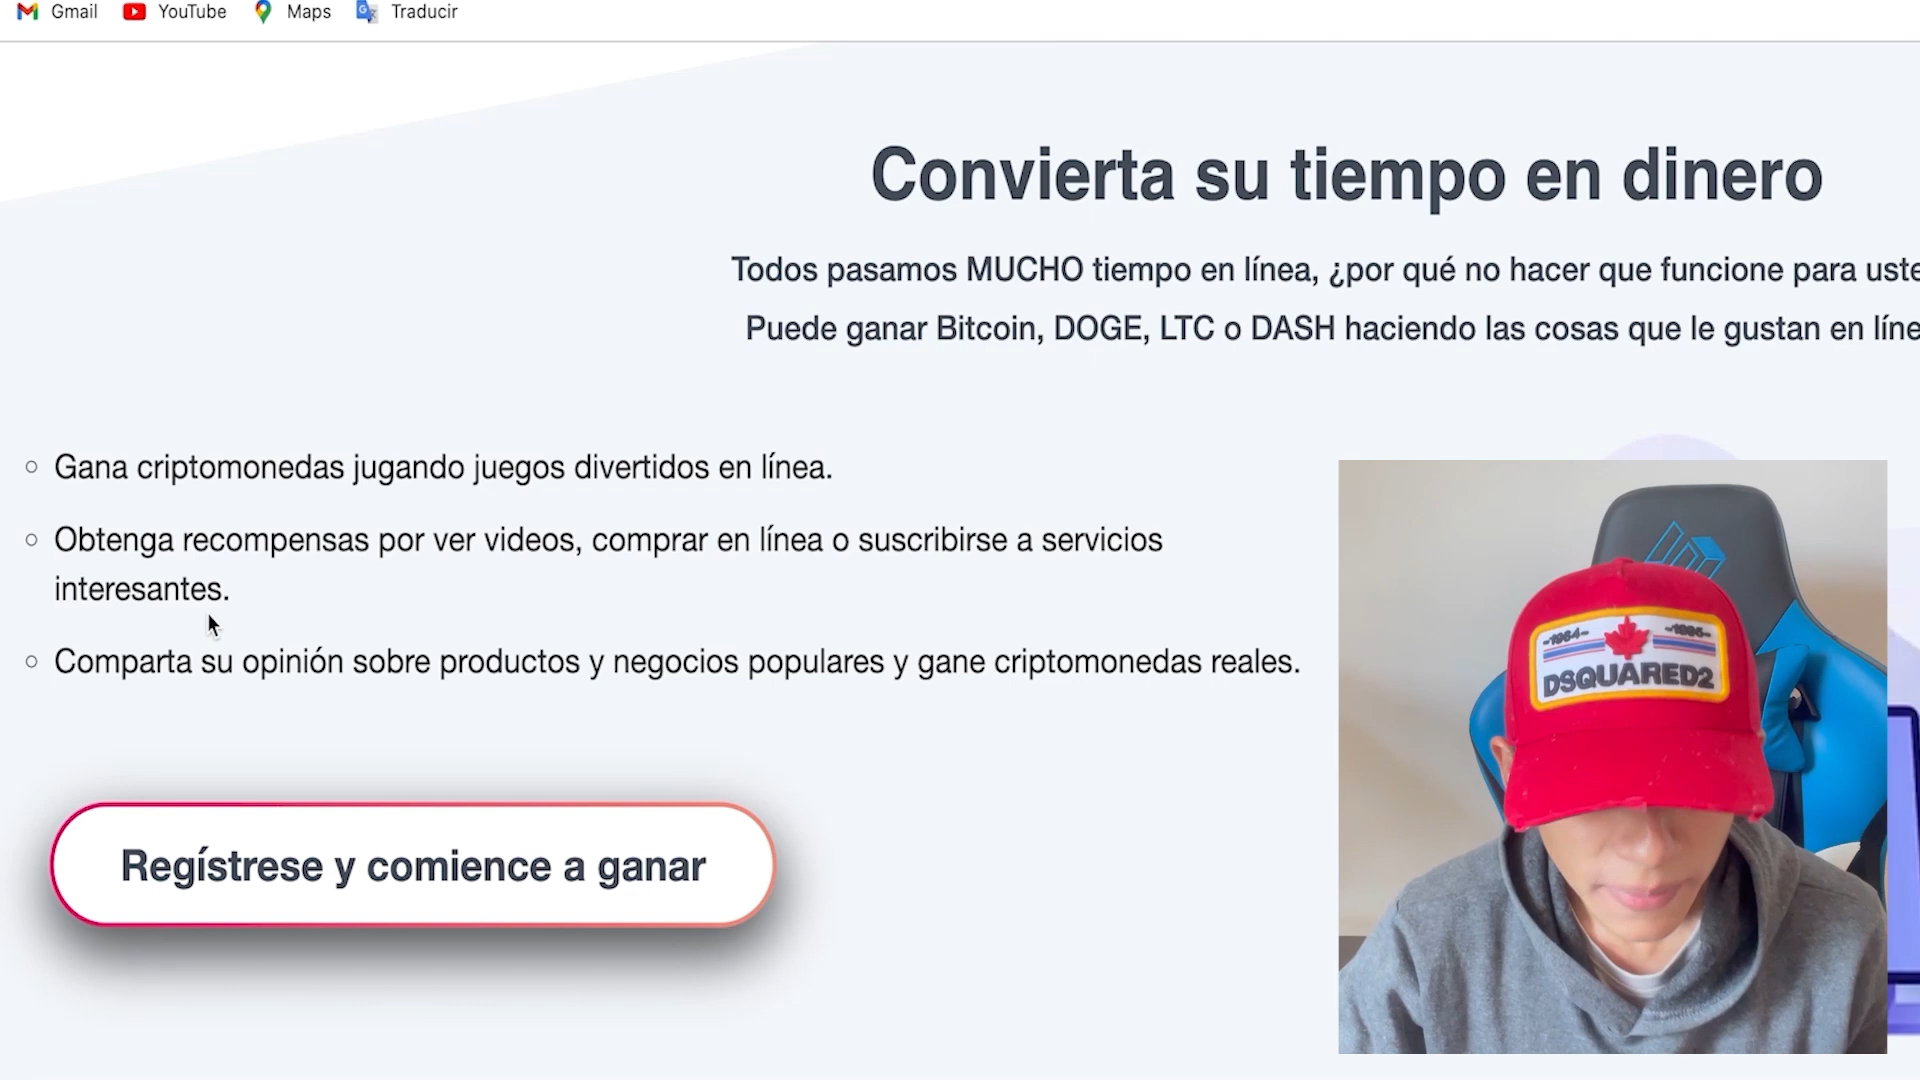 Gmail YouTube Maps Traducir
Convierta su tiempo en dinero
Todos pasamos MUCHO tiempo en línea, ¿por qué no hacer que funcione para uste
Puede ganar Bitcoin, DOGE, LTC o DASH haciendo las cosas que le gustan en líne
Gana criptomonedas jugando juegos divertidos en línea.
Obtenga recompensas por ver videos, comprar en línea o suscribirse a servicios
interesantes.
Comparta su opinión sobre productos y negocios populares y gane criptomonedas reales.
Regístrese y comience a ganar
-1964- -1995-
DSQUARED2